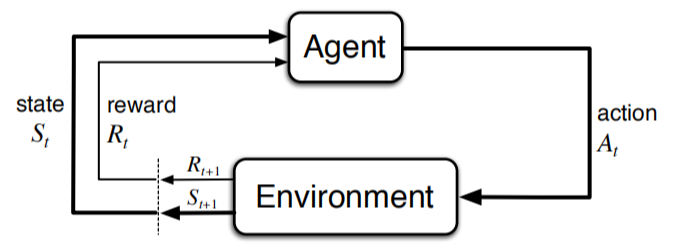 Agent
state
S_t
reward
R_t
action
A_t
R_{t+1}
S_{t+1}
Environment